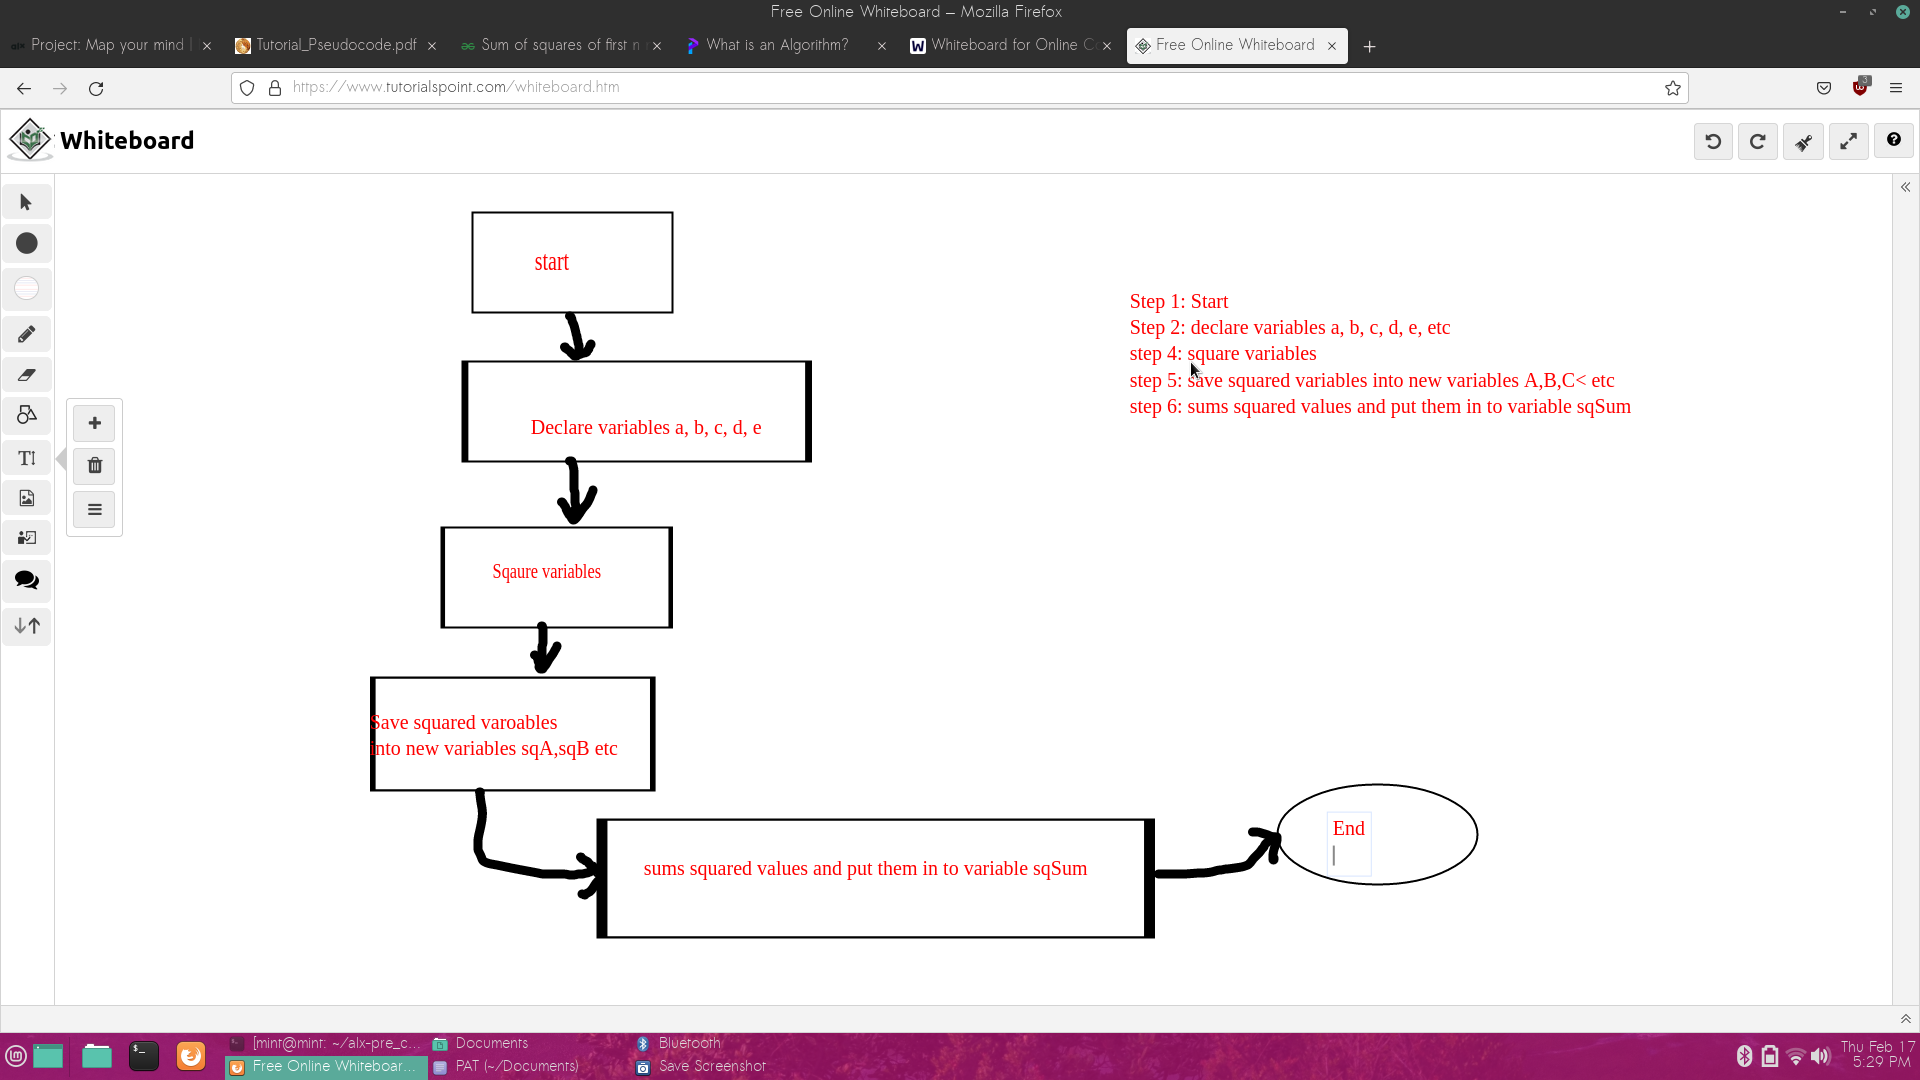 Free Online Whiteboard — Mozilla Firefox
Project: Map your mind |
Tutorial_Pseudocode.pdf
Sum of squares of first n
What is an Algorithm?
Whiteboard for Online C
Free Online Whiteboard
https://www.tutorialspoint.com/whiteboard.htm
3
Whiteboard
start
Step 1: Start
Step 2: declare variables a, b, c, d, e, etc
step 4: square variables
step 5: save squared variables into new variables A,B,C< etc
step 6: sums squared values and put them in to variable sqSum
Declare variables a, b, c, d, e
Sqaure variables
Save squared varoables
into new variables sqA,sqB etc
sums squared values and put them in to variable sqSum
End
[mint@mint: ~/alx-pre_c...
Documents
Bluetooth
Free Online Whiteboar...
PAT (~/Documents)
Save Screenshot
Thu Feb 17
5:29 PM